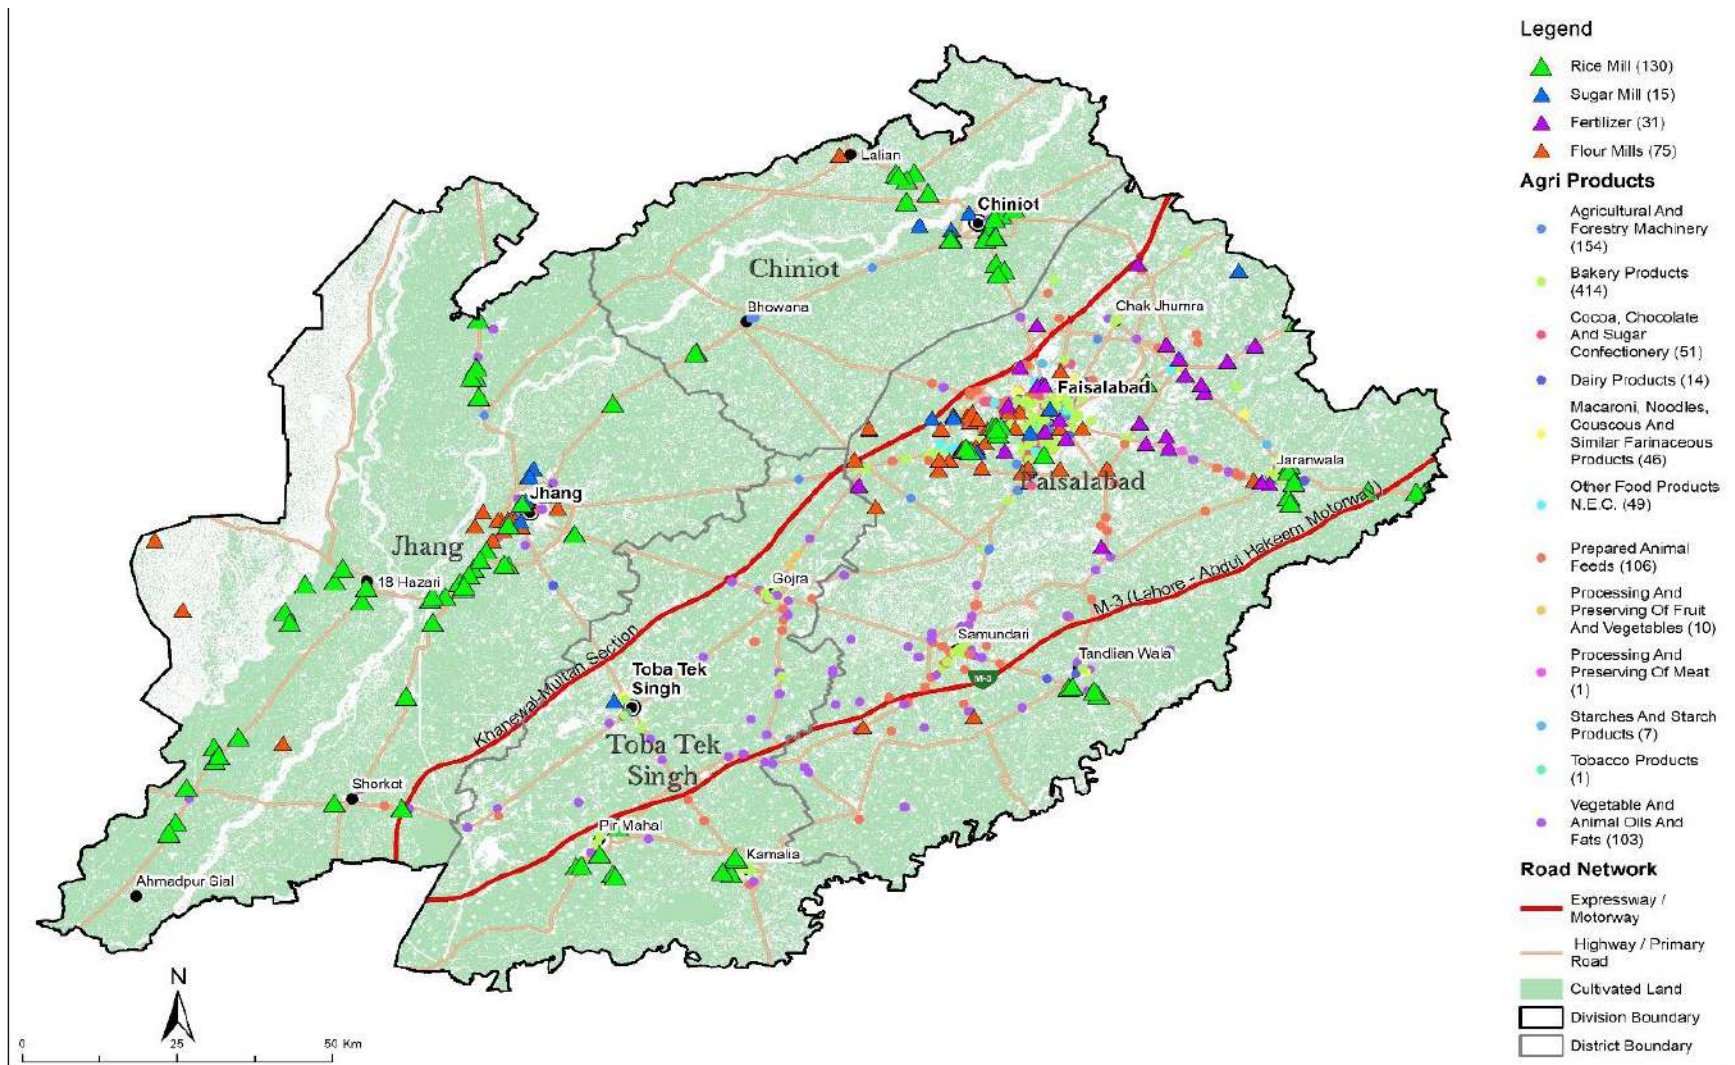 Legend
Rice Mill (130)
Sugar Mill (15)
Fertilizer (31)
Flour Mills (75)
Agri Products
Agricultural And
Forestry Machinery
(154)
Bakery Products
(414)
Cocoa, Chocolate
And Sugar
Confectionery (51)
Dairy Products (14)
Macaroni, Noodles,
Couscous And
Similar Farinaceous
Products (46)
Other Food Products
N.E.C. (49)
Prepared Animal
Feeds (106)
Processing And
Preserving Of Fruit
And Vegetables (10)
Processing And
Preserving Of Meat
(1)
Starches And Starch
Products (7)
Tobacco Products
(1)
Vegetable And
Animal Oils And
Fats (103)
Road Network
Expressway /
Motorway
Highway / Primary
Road
Cultivated Land
Division Boundary
District Boundary
Lalian
Chiniot
Chiniot
Bhowana
Chak Jhumra
Faisalabad
Faisalabad
Jaranwala
Jhang
Jhang
18 Hazari
Gojra
M-3 (Lahore - Abdul Hakeem Motorway)
Samundari
Tandlian Wala
M-3
Khanewal-Multan Section
Toba Tek
Singh
Toba Tek
Singh
Shorkot
Pir Mahal
Kamalia
Ahmadpur Sial
N
0
25
50 Km